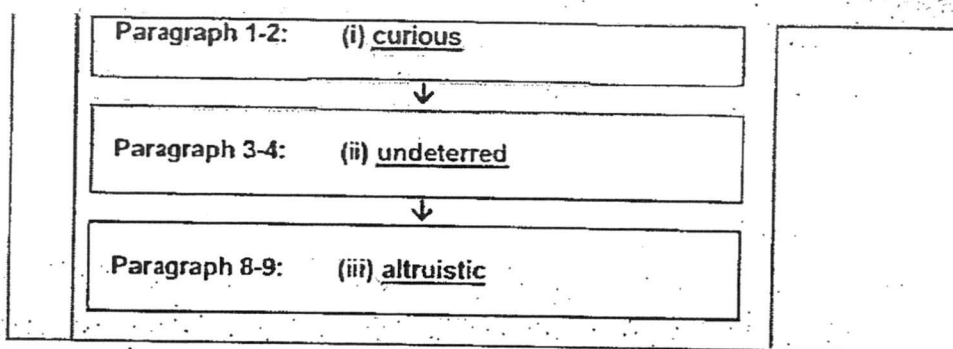 Paragraph 1-2: (i) curious
Paragraph 3-4: (ii) undeterred
Paragraph 8-9: (iii) altruistic